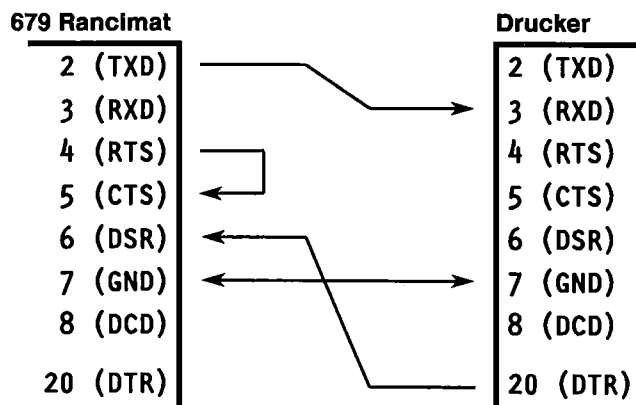 679 Rancimat
2 (TXD)
3 (RXD)
4 (RTS)
5 (CTS)
6 (DSR)
7 (GND)
8 (DCD)
20 (DTR)
Drucker
2 (TXD)
3 (RXD)
4 (RTS)
5 (CTS)
6 (DSR)
7 (GND)
8 (DCD)
20 (DTR)